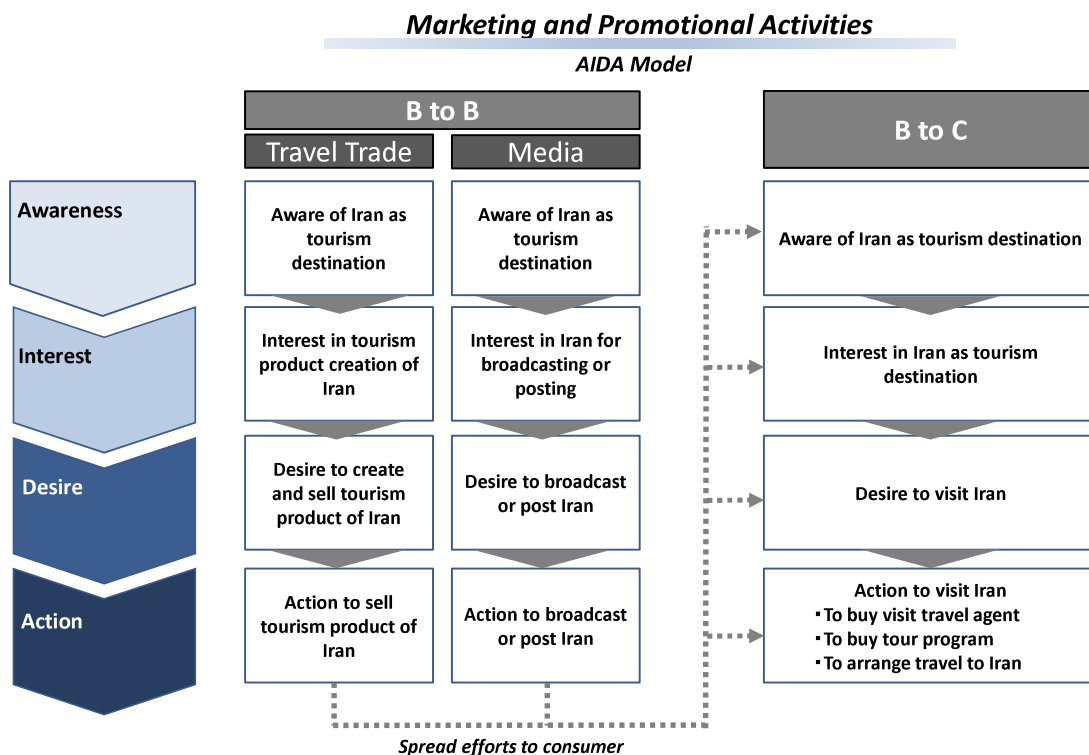 Marketing and Promotional Activities
AIDA Model
B to B
B to C
Travel Trade
Media
Awareness
Aware of Iran as
tourism
destination
Aware of Iran as
tourism
destination
Aware of Iran as tourism destination
Interest
Interest in tourism
product creation of
Iran
Interest in Iran for
broadcasting or
posting
Interest in Iran as tourism
destination
Desire
Desire to create
and sell tourism
product of Iran
Desire to broadcast
or post Iran
Desire to visit Iran
Action
Action to sell
tourism product of
Iran
Action to broadcast
or post Iran
Action to visit Iran
・To buy visit travel agent
・To buy tour program
・To arrange travel to Iran
Spread efforts to consumer